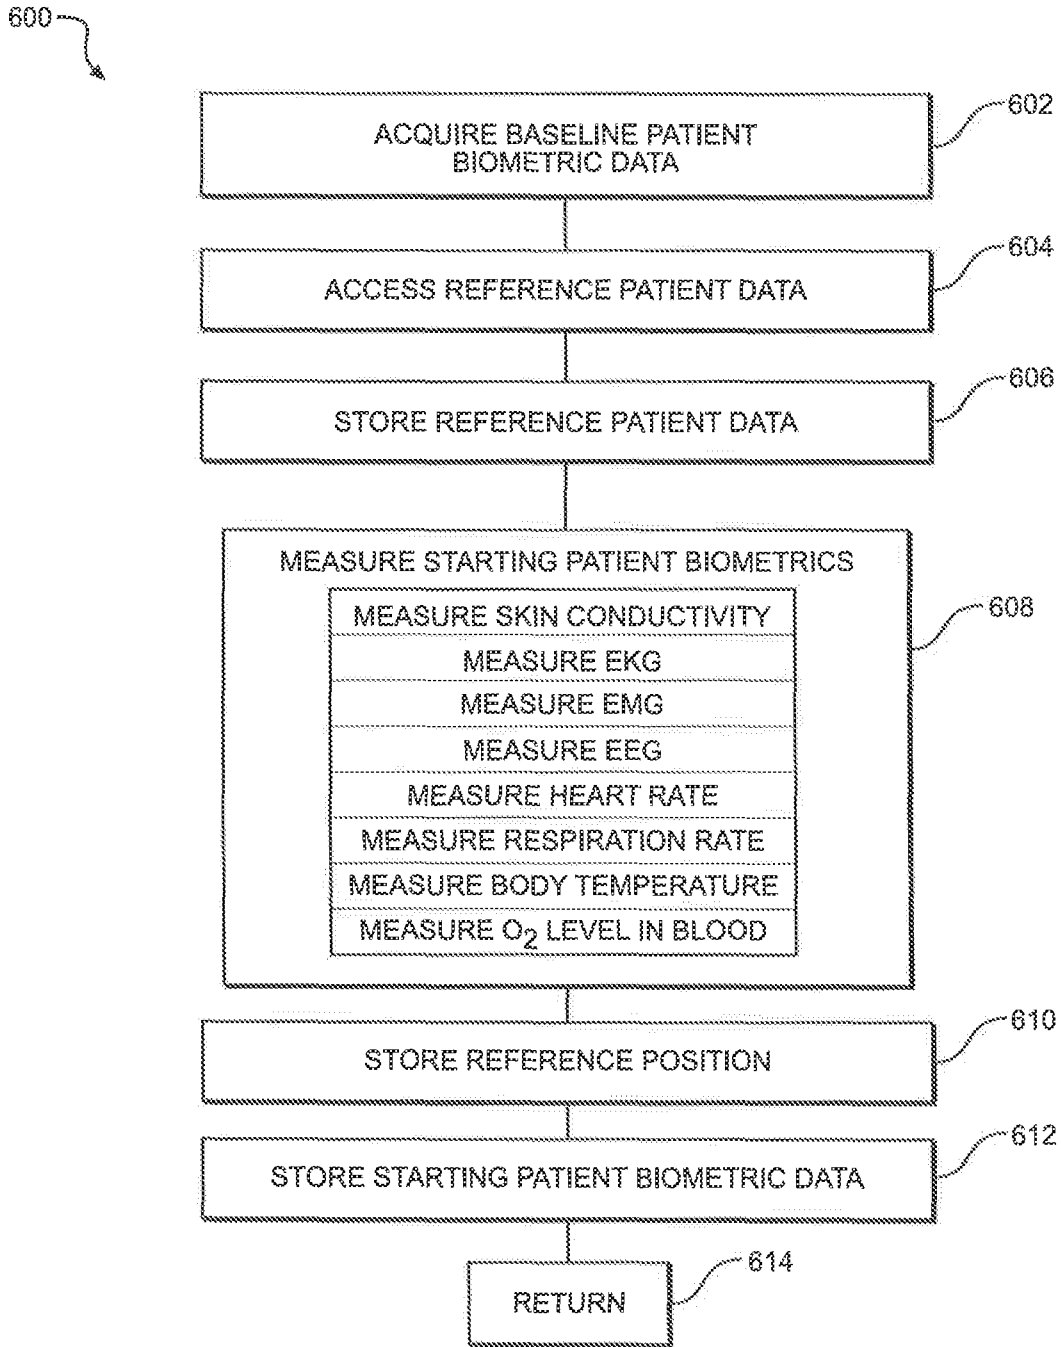 600
ACQUIRE BASELINE PATIENT
BIOMETRIC DATA
602
ACCESS REFERENCE PATIENT DATA
604
STORE REFERENCE PATIENT DATA
606
MEASURE STARTING PATIENT BIOMETRICS
MEASURE SKIN CONDUCTIVITY
MEASURE EKG
MEASURE EMG
MEASURE EEG
MEASURE HEART RATE
MEASURE RESPIRATION RATE
MEASURE BODY TEMPERATURE
MEASURE O2 LEVEL IN BLOOD
608
STORE REFERENCE POSITION
610
STORE STARTING PATIENT BIOMETRIC DATA
612
RETURN
614